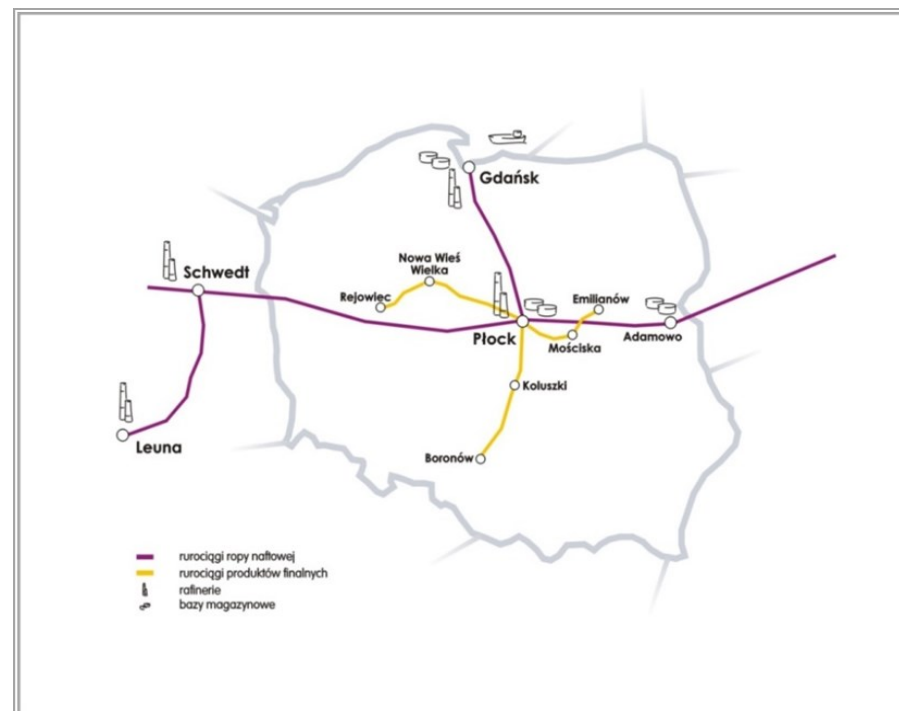 Gdańsk
Schwedt
Nowa Wieś
Wielka
Rejowiec
Emilianów
Płock
Mościska
Adamowo
Koluszki
Leuna
Boronów
rurociągi ropy naftowej
rurociągi produktów finalnych
rafinerie
bazy magazynowe